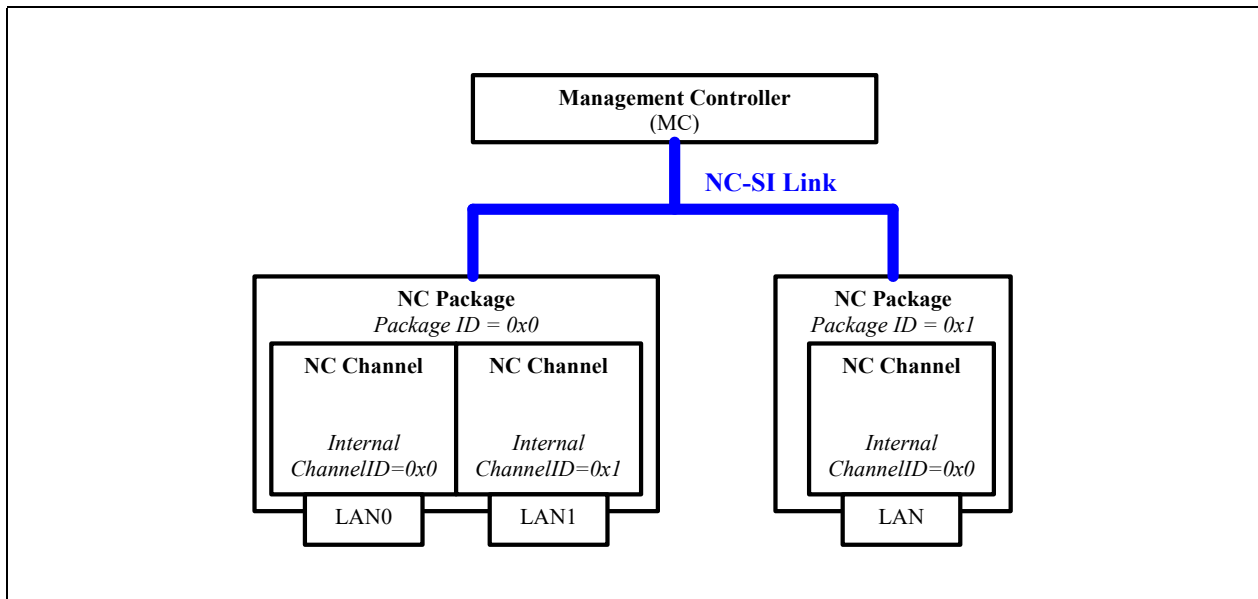 Management Controller
(MC)
NC-SI Link
NC Package
Package ID = 0x0
NC Channel
Internal
ChannelID=0x0
LAN0
NC Channel
Internal
ChannelID=0x1
LAN1
NC Package
Package ID = 0x1
NC Channel
Internal
ChannelID=0x0
LAN